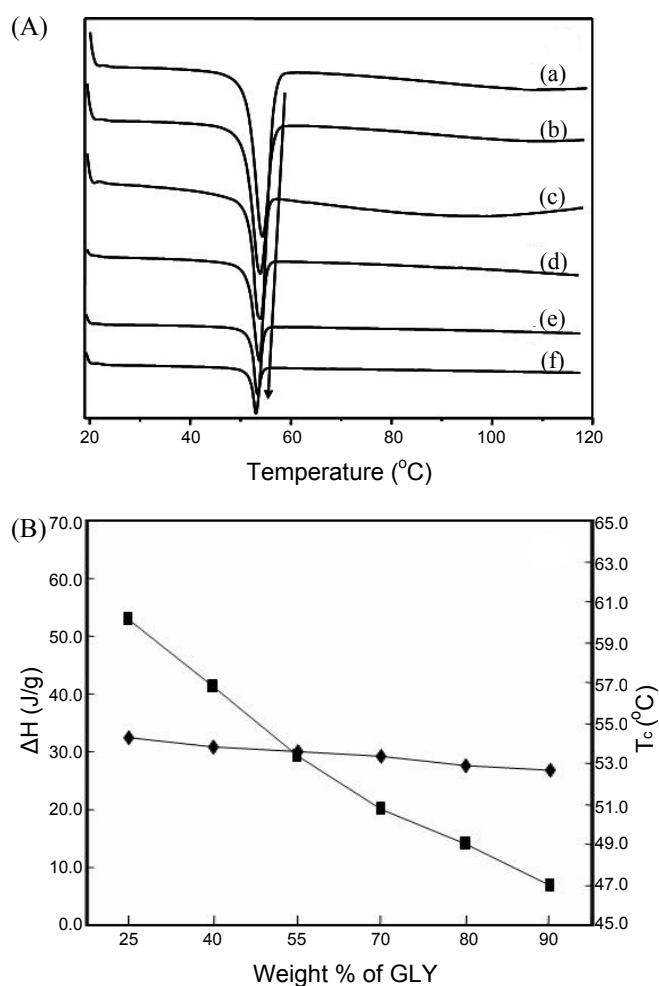 (A)
(a)
(b)
(c)
(d)
(e)
(f)
20 40 60 80 100 120
Temperature (°C)
(B)
70.0
60.0
50.0
40.0
30.0
20.0
10.0
0.0
ΔH (J/g)
65.0
63.0
61.0
59.0
57.0
55.0
53.0
51.0
49.0
47.0
45.0
Tc (°C)
25 40 55 70 80 90
Weight % of GLY